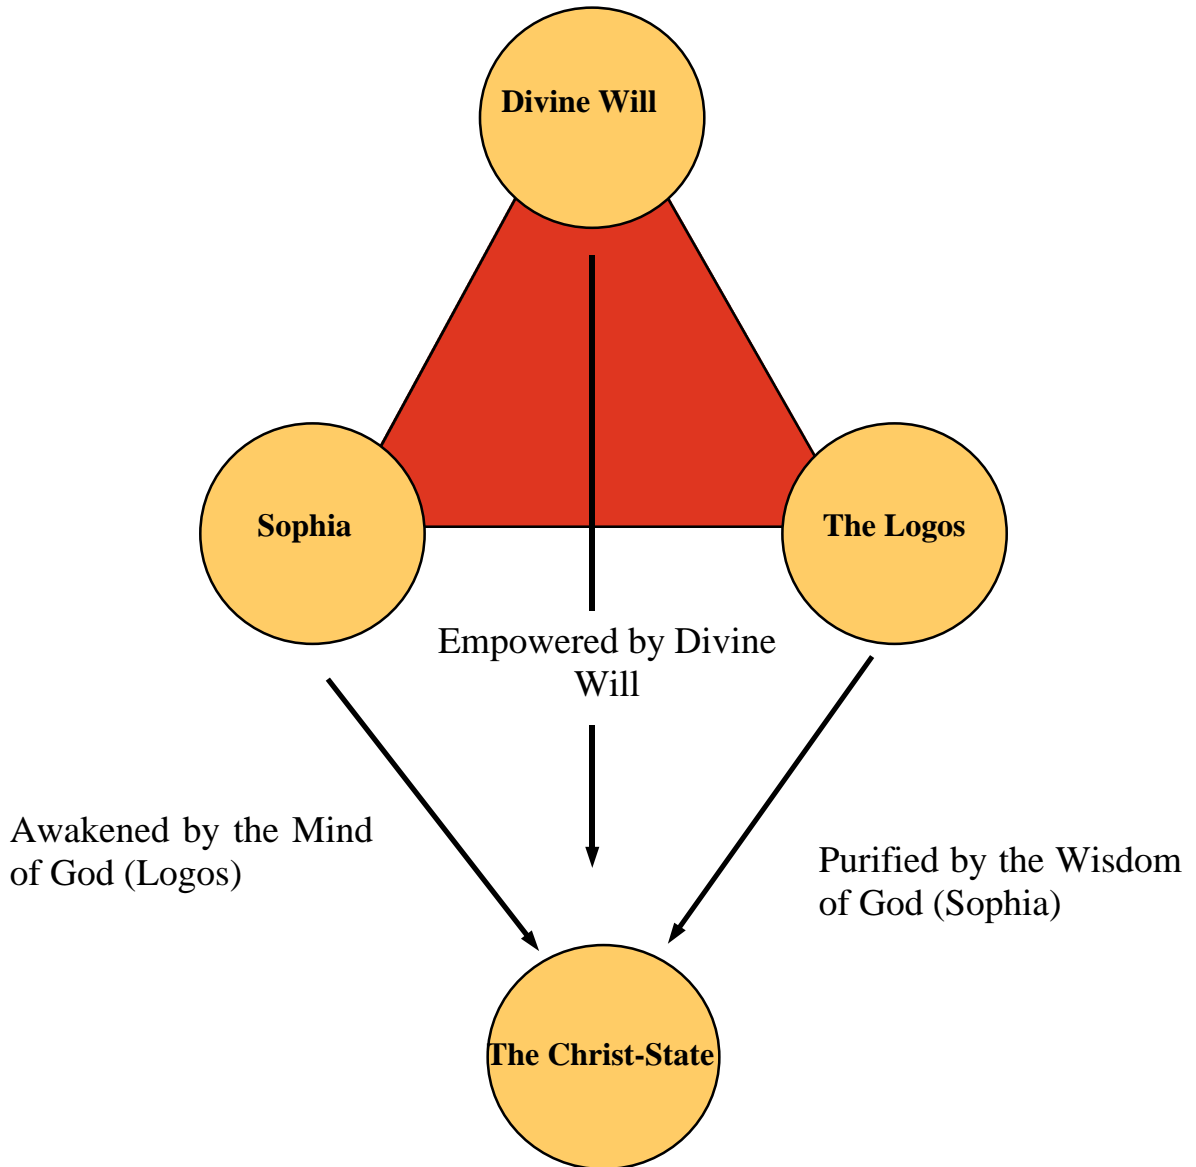 Divine Will
Sophia
The Logos
Empowered by Divine
Will
Awakened by the Mind
of God (Logos)
Purified by the Wisdom
of God (Sophia)
The Christ-State